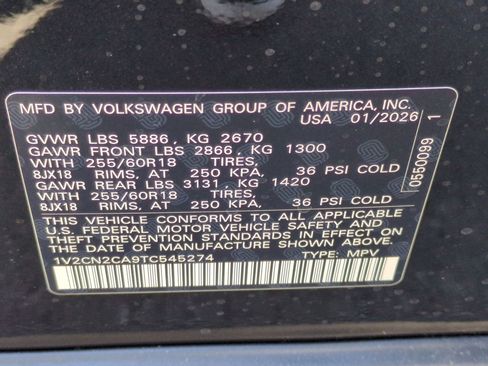 MFD BY VOLKSWAGEN GROUP OF AMERICA, INC.
USA 01/2026
GVWR LBS 5886, KG 2670
GAWR FRONT LBS 2866, KG 1300
WITH 255/60R18 TIRES,
8JX18 RIMS, AT 250 KPA, 36 PSI COLD
GAWR REAR LBS 3131, KG 1420
WITH 255/60R18 TIRES,
8JX18 RIMS, AT 250 KPA, 36 PSI COLD
THIS VEHICLE CONFORMS TO ALL APPLICABLE
U.S. FEDERAL MOTOR VEHICLE SAFETY AND
THEFT PREVENTION STANDARDS IN EFFECT ON
THE DATE OF MANUFACTURE SHOWN ABOVE.
1V2CN2CA9TC545274 TYPE: MPV
0550099 1